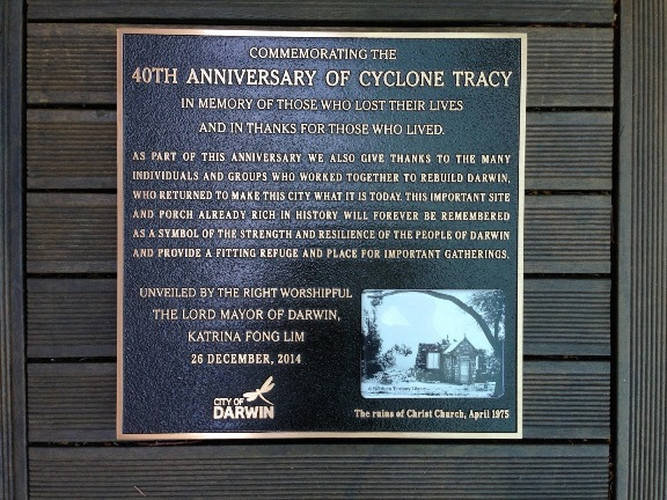 COMMEMORATING THE
40TH ANNIVERSARY OF CYCLONE TRACY
IN MEMORY OF THOSE WHO LOST THEIR LIVES
AND IN THANKS FOR THOSE WHO LIVED.
AS PART OF THIS ANNIVERSARY WE ALSO GIVE THANKS TO THE MANY
INDIVIDUALS AND GROUPS WHO WORKED TOGETHER TO REBUILD DARWIN,
WHO RETURNED TO MAKE THIS CITY WHAT IT IS TODAY. THIS IMPORTANT SITE
AND PORCH ALREADY RICH IN HISTORY WILL FOREVER BE REMEMBERED
AS A SYMBOL OF THE STRENGTH AND RESILIENCE OF THE PEOPLE OF DARWIN
AND PROVIDE A FITTING REFUGE AND PLACE FOR IMPORTANT GATHERINGS.
UNVEILED BY THE RIGHT WORSHIPFUL
THE LORD MAYOR OF DARWIN,
KATRINA FONG LIM
26 DECEMBER, 2014
CITY OF
DARWIN
Northern Territory Library
The ruins of Christ Church, April 1975